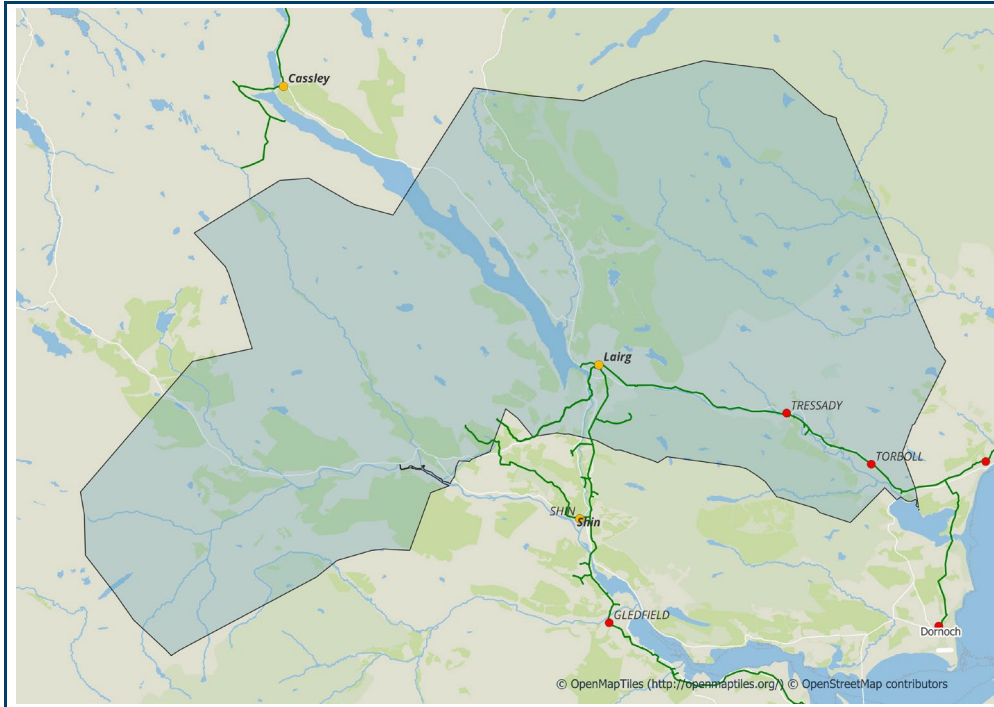 Cassley
Lairg
TRESSADY
TORBOLL
SHIN
Shin
GLEDFIELD
Dornoch
© OpenMapTiles (http://openmaptiles.org/) © OpenStreetMap contributors